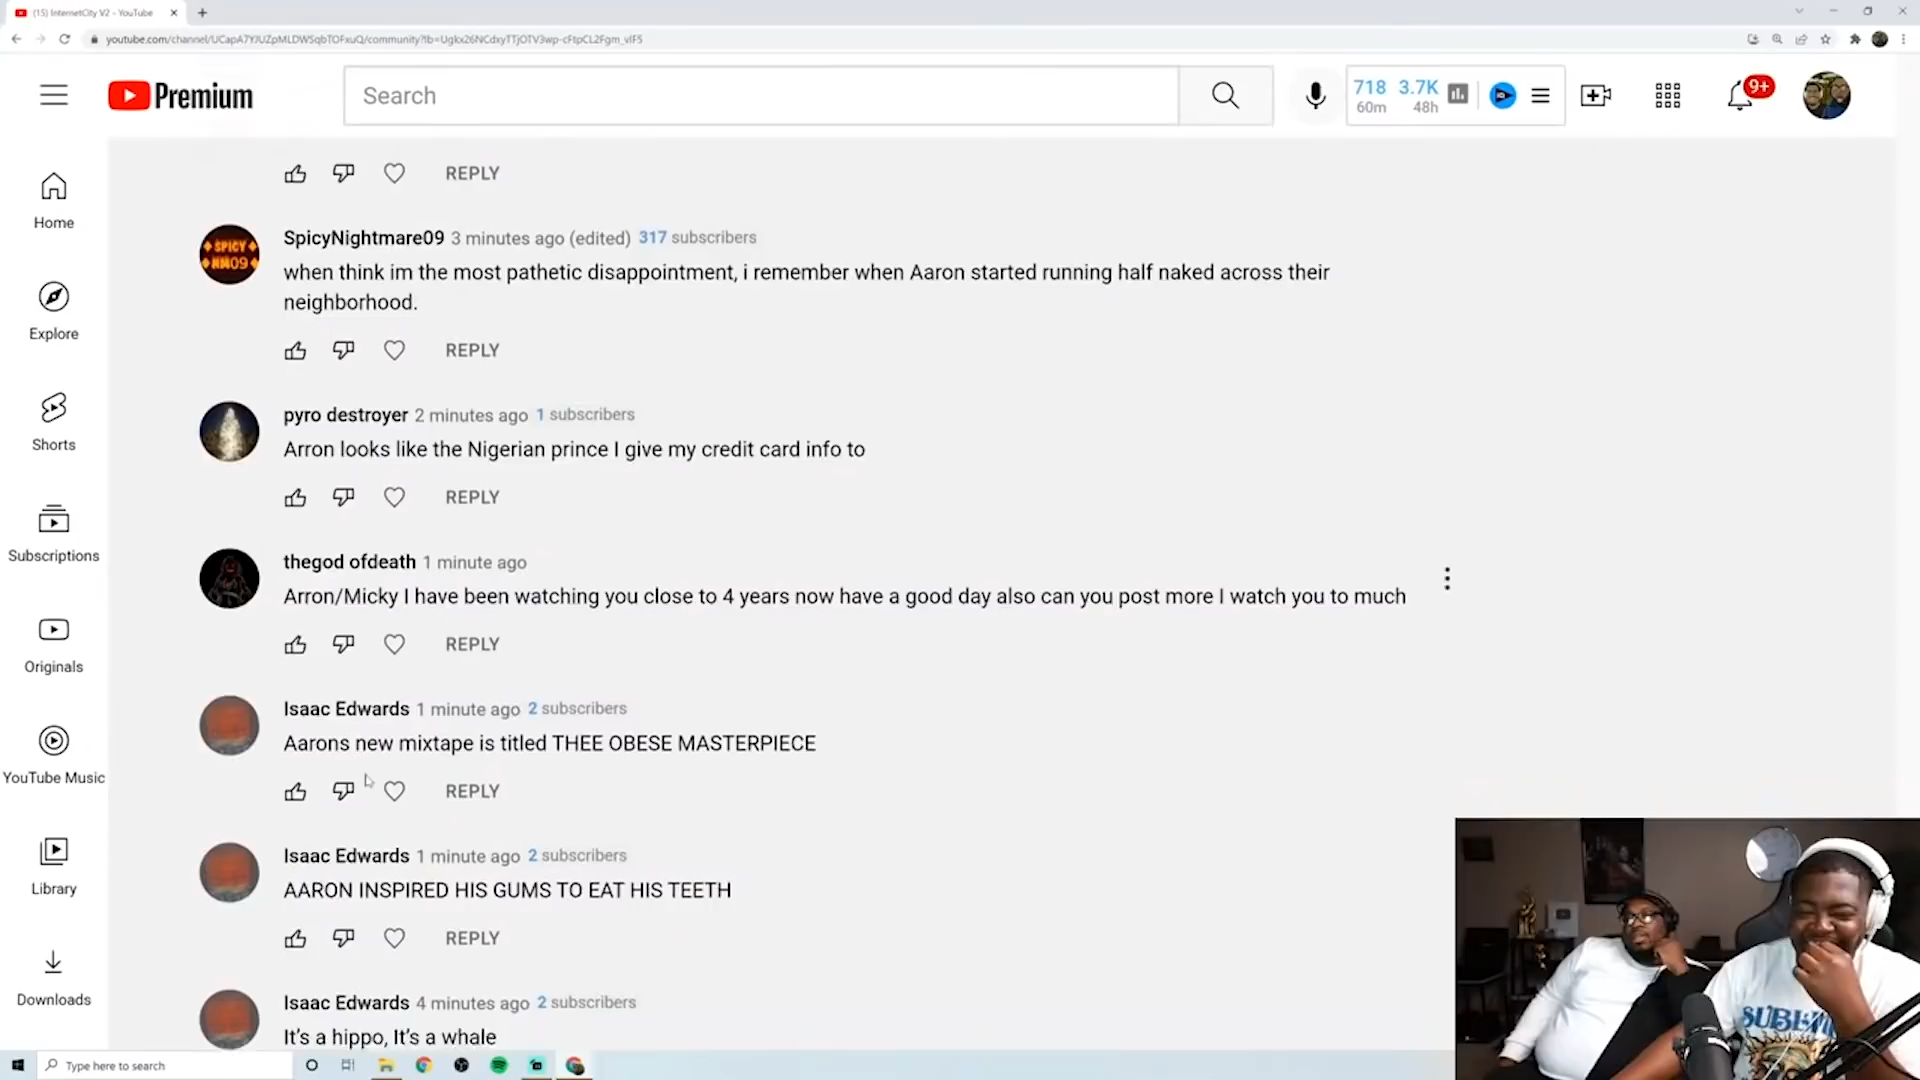 (15) InternetCity V2 - YouTube
Premium
Search
718 3.7K
60m 48h
9+
Home
Explore
Shorts
Subscriptions
Originals
YouTube Music
Library
Downloads
REPLY
SPICY
NM09
SpicyNightmare09 3 minutes ago (edited) 317 subscribers
when think im the most pathetic disappointment, i remember when Aaron started running half naked across their
neighborhood.
REPLY
pyro destroyer 2 minutes ago 1 subscribers
Arron looks like the Nigerian prince I give my credit card info to
REPLY
thegod ofdeath 1 minute ago
Arron/Micky I have been watching you close to 4 years now have a good day also can you post more I watch you to much
REPLY
Isaac Edwards 1 minute ago 2 subscribers
Aarons new mixtape is titled THEE OBESE MASTERPIECE
REPLY
Isaac Edwards 1 minute ago 2 subscribers
AARON INSPIRED HIS GUMS TO EAT HIS TEETH
REPLY
Isaac Edwards 4 minutes ago 2 subscribers
It's a hippo, It's a whale
Type here to search